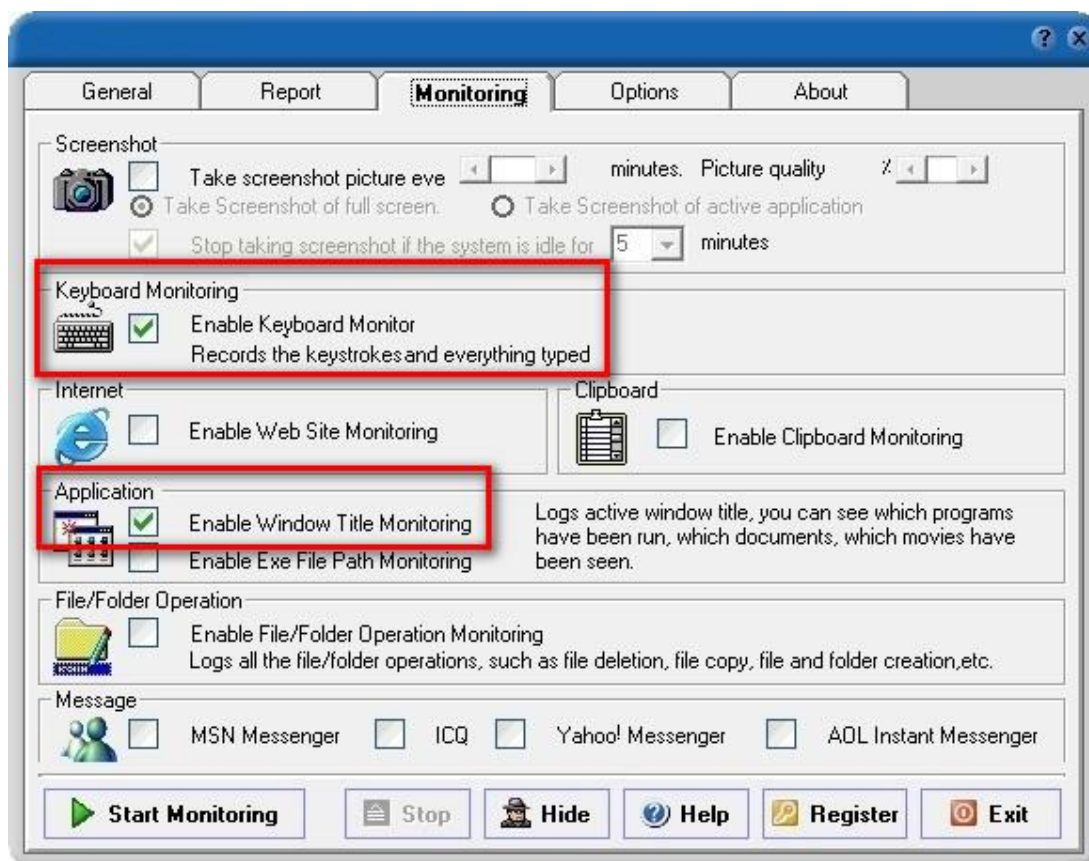 General Report Monitoring Options About
Screenshot
Take screenshot picture eve minutes. Picture quality %
Take Screenshot of full screen. Take Screenshot of active application
Stop taking screenshot if the system is idle for 5 minutes
Keyboard Monitoring
Enable Keyboard Monitor
Records the keystrokes and everything typed
Internet Clipboard
Enable Web Site Monitoring Enable Clipboard Monitoring
Application
Enable Window Title Monitoring Logs active window title, you can see which programs
have been run, which documents, which movies have
Enable Exe File Path Monitoring been seen.
File/Folder Operation
Enable File/Folder Operation Monitoring
Logs all the file/folder operations, such as file deletion, file copy, file and folder creation,etc.
Message
MSN Messenger ICQ Yahoo! Messenger AOL Instant Messenger
Start Monitoring Stop Hide Help Register Exit